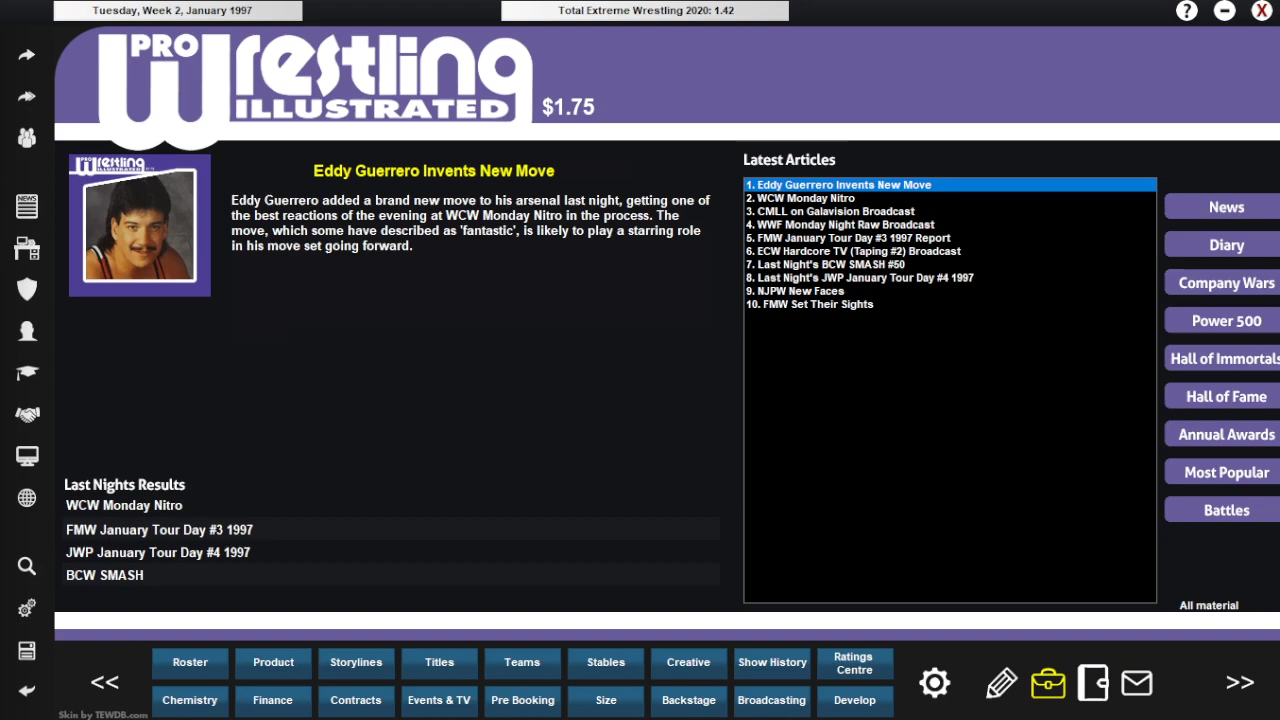 Tuesday, Week 2, January 1997
Total Extreme Wrestling 2020: 1.42
?
X
PRO
Wrestling
ILLUSTRATED
$1.75
Wrestling
Eddy Guerrero Invents New Move
Eddy Guerrero added a brand new move to his arsenal last night, getting one of
the best reactions of the evening at WCW Monday Nitro in the process. The
move, which some have described as 'fantastic', is likely to play a starring role
in his move set going forward.
Latest Articles
1. Eddy Guerrero Invents New Move
2. WCW Monday Nitro
3. CMLL on Galavision Broadcast
4. WWF Monday Night Raw Broadcast
5. FMW January Tour Day #3 1997 Report
6. ECW Hardcore TV (Taping #2) Broadcast
7. Last Night's BCW SMASH #50
8. Last Night's JWP January Tour Day #4 1997
9. NJPW New Faces
10. FMW Set Their Sights
NEWS
News
Diary
Company Wars
Power 500
Hall of Immortals
Hall of Fame
Annual Awards
Most Popular
Battles
Last Nights Results
WCW Monday Nitro
FMW January Tour Day #3 1997
JWP January Tour Day #4 1997
BCW SMASH
All material
<<
Roster
Product
Storylines
Titles
Teams
Stables
Creative
Show History
Ratings
Centre
Chemistry
Finance
Contracts
Events & TV
Pre Booking
Size
Backstage
Broadcasting
Develop
>>
Skin by TEWDB.com